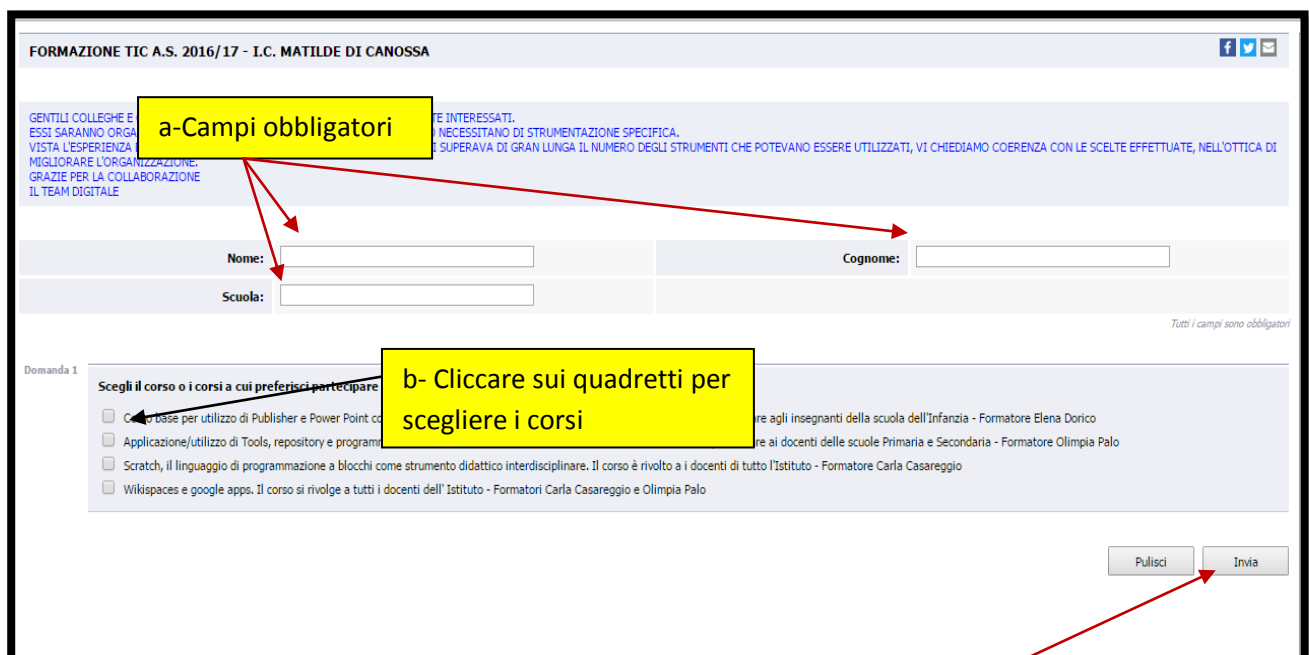 FORMAZIONE TIC A.S. 2016/17 - I.C. MATILDE DI CANOSSA
a-Campi obbligatori
GENTILI COLLEGHE E TE INTERESSATI.
ESSI SARANNO ORGA NECESSITANO DI STRUMENTAZIONE SPECIFICA.
VISTA L'ESPERIENZA I SUPERAVA DI GRAN LUNGA IL NUMERO DEGLI STRUMENTI CHE POTEVANO ESSERE UTILIZZATI, VI CHIEDIAMO COERENZA CON LE SCELTE EFFETTUATE, NELL'OTTICA DI
MIGLIORARE L'ORGANIZZAZIONE.
GRAZIE PER LA COLLABORAZIONE
IL TEAM DIGITALE
Nome: Cognome:
Scuola:
Tutti i campi sono obbligatori
Domanda 1
Scegli il corso o i corsi a cui preferisci partecipare
b- Cliccare sui quadretti per
scegliere i corsi
Corso base per utilizzo di Publisher e Power Point co re agli insegnanti della scuola dell'Infanzia - Formatore Elena Dorico
Applicazione/utilizzo di Tools, repository e programm re ai docenti delle scuole Primaria e Secondaria - Formatore Olimpia Palo
Scratch, il linguaggio di programmazione a blocchi come strumento didattico interdisciplinare. Il corso è rivolto a i docenti di tutto l'Istituto - Formatore Carla Casareggio
Wikispaces e google apps. Il corso si rivolge a tutti i docenti dell' Istituto - Formatori Carla Casareggio e Olimpia Palo
Pulisci Invia